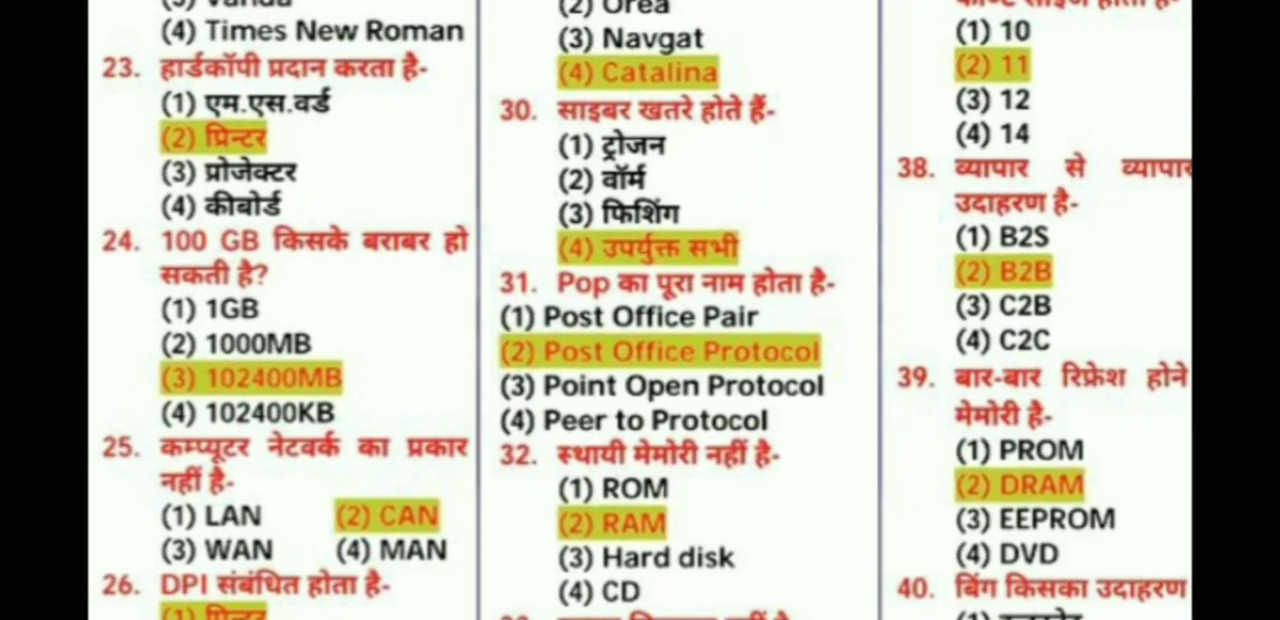 (4) Times New Roman
23. हार्डकॉपी प्रदान करता है-
(1) एम.एस.वर्ड
(2) प्रिन्टर
(3) प्रोजेक्टर
(4) कीबोर्ड
24. 100 GB किसके बराबर हो
सकती है?
(1) 1GB
(2) 1000MB
(3) 102400MB
(4) 102400KB
25. कम्प्यूटर नेटवर्क का प्रकार
नहीं है-
(1) LAN (2) CAN
(3) WAN (4) MAN
26. DPI संबंधित होता है-
(1) प्रिन्टर
(2) Orea
(3) Navgat
(4) Catalina
30. साइबर खतरे होते हैं-
(1) ट्रोजन
(2) वॉर्म
(3) फिशिंग
(4) उपर्युक्त सभी
31. Pop का पूरा नाम होता है-
(1) Post Office Pair
(2) Post Office Protocol
(3) Point Open Protocol
(4) Peer to Protocol
32. स्थायी मेमोरी नहीं है-
(1) ROM
(2) RAM
(3) Hard disk
(4) CD
(1) 10
(2) 11
(3) 12
(4) 14
38. व्यापार से व्यापार
उदाहरण है-
(1) B2S
(2) B2B
(3) C2B
(4) C2C
39. बार-बार रिफ्रेश होने
मेमोरी है-
(1) PROM
(2) DRAM
(3) EEPROM
(4) DVD
40. बिंग किसका उदाहरण